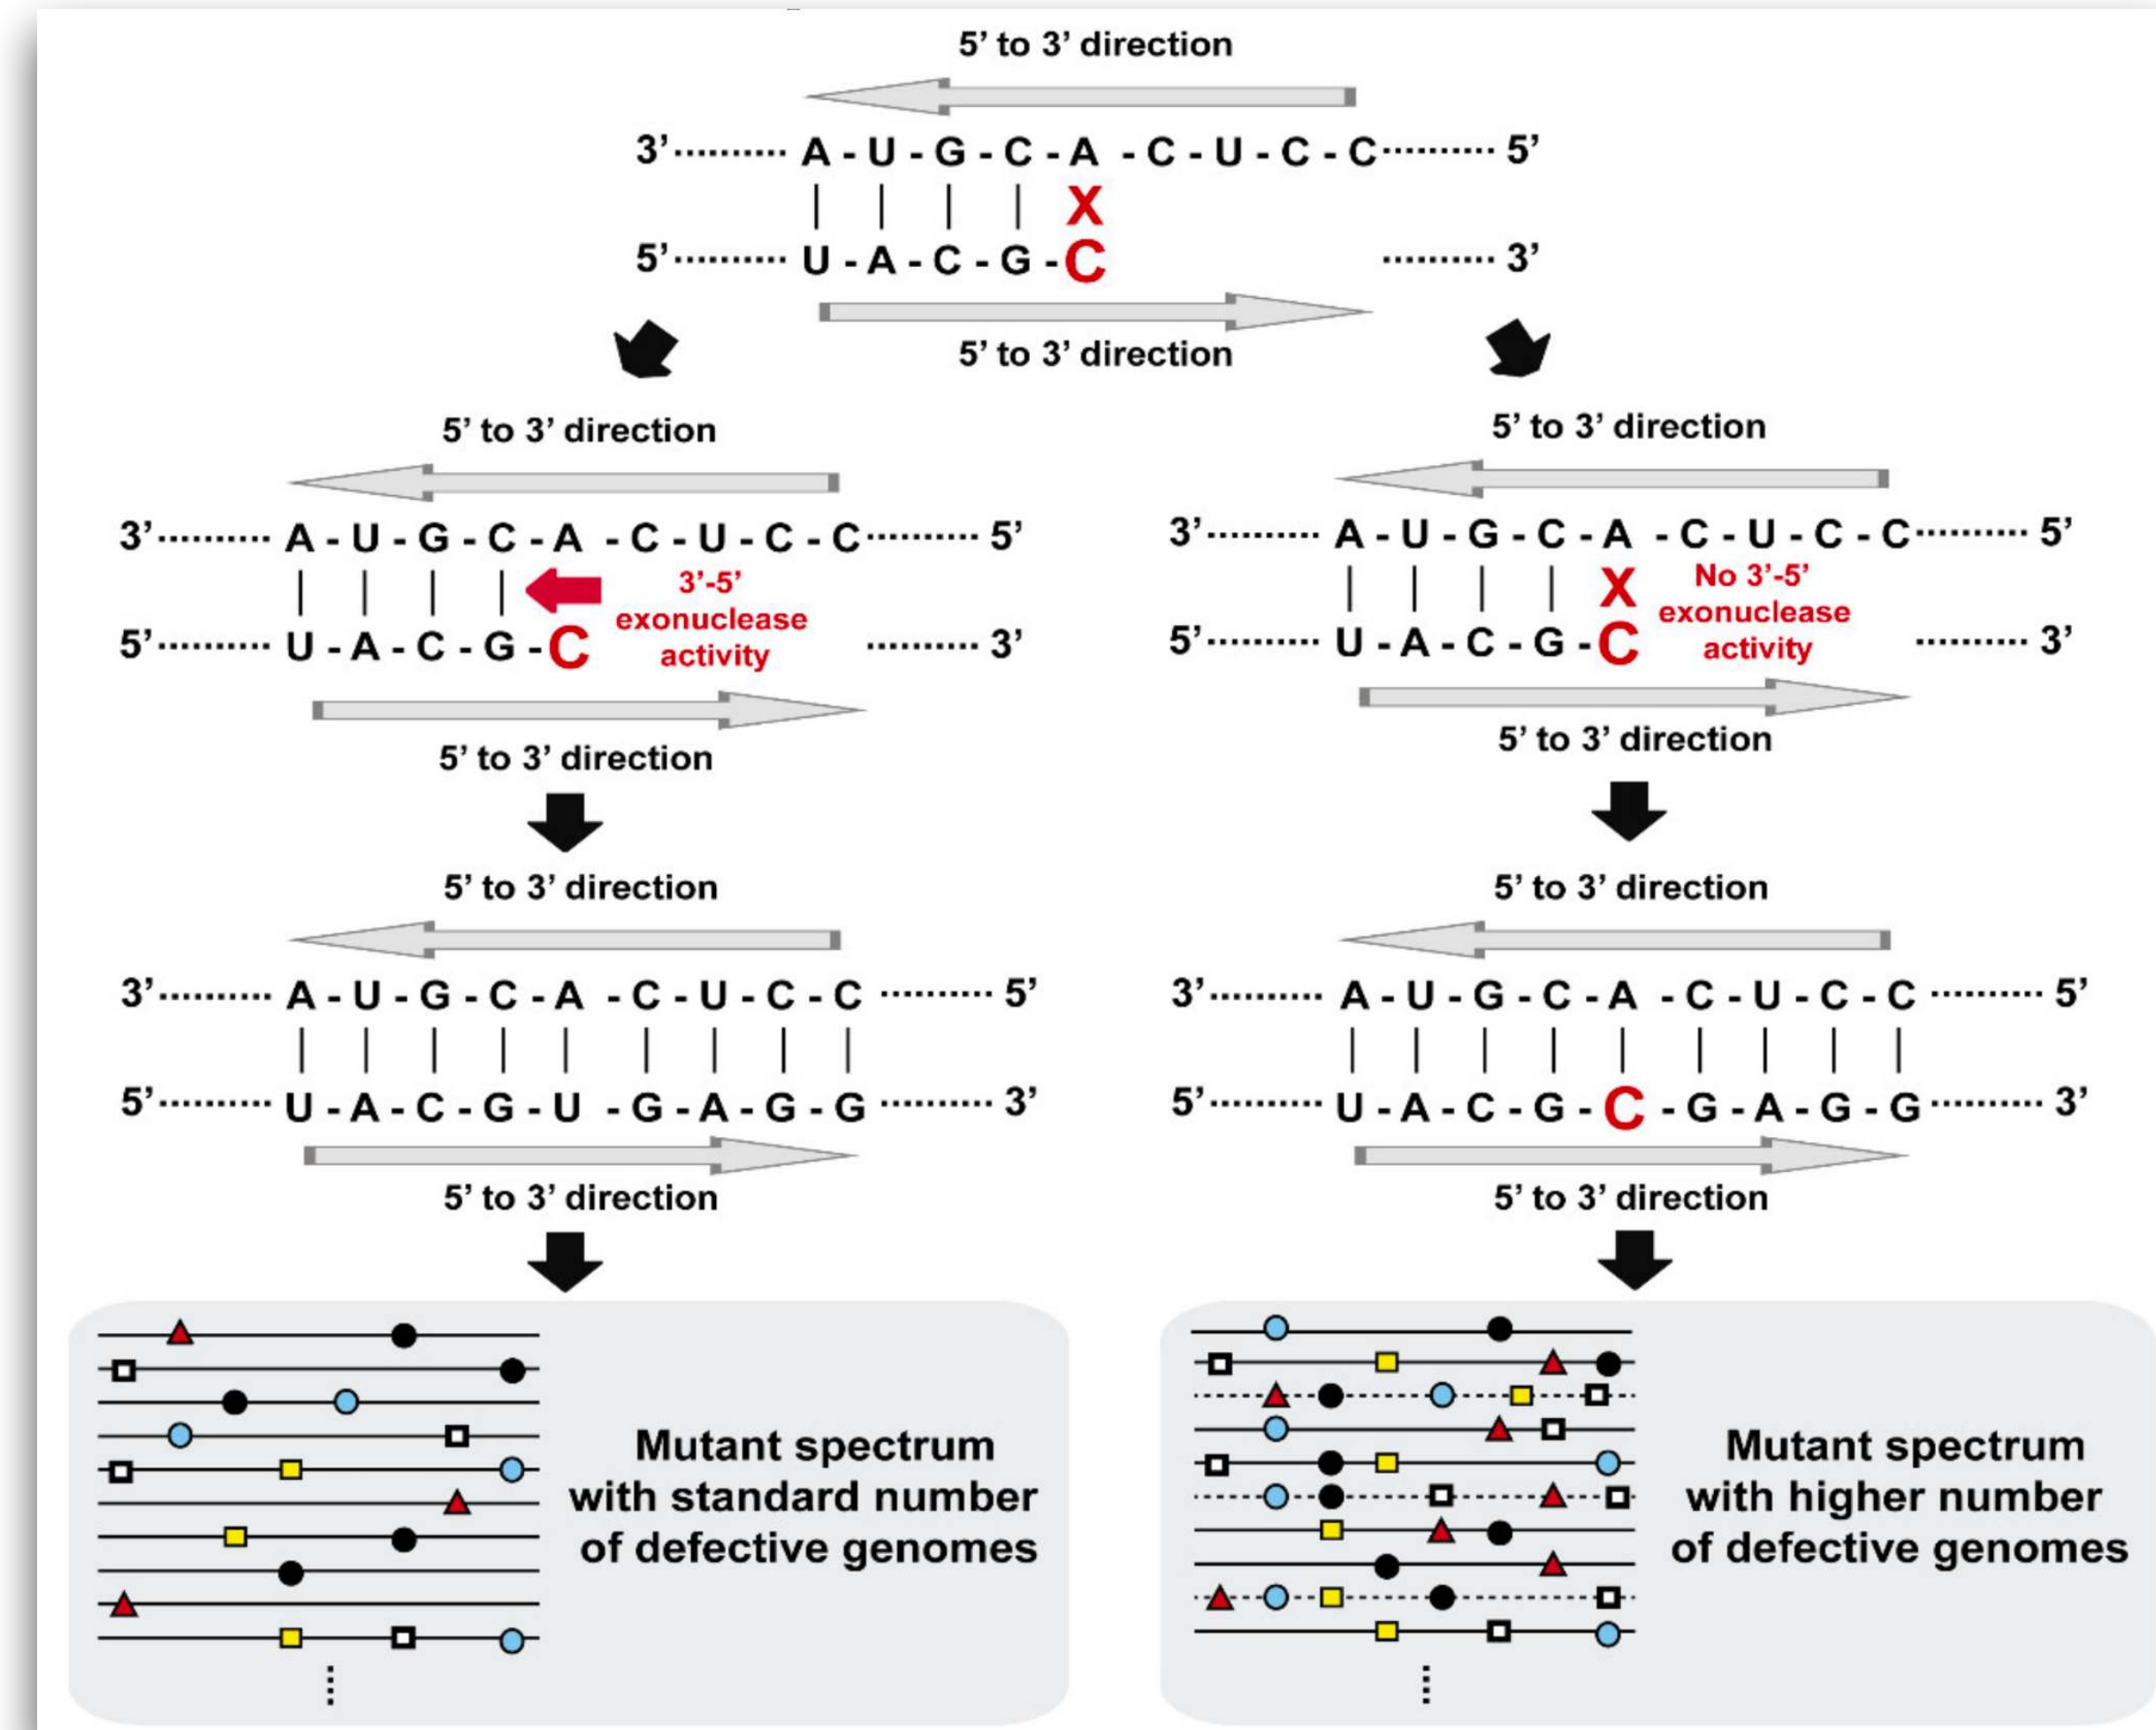 5’ to 3’ direction
3’·········· A - U - G - C - A - C - U - C - C·········· 5’
X
5’·········· U - A - C - G - C ·········· 3’
5’ to 3’ direction
5’ to 3’ direction
3’·········· A - U - G - C - A - C - U - C - C·········· 5’
3’-5’
exonuclease
activity
5’·········· U - A - C - G - C ·········· 3’
5’ to 3’ direction
5’ to 3’ direction
3’·········· A - U - G - C - A - C - U - C - C·········· 5’
X
No 3’-5’
exonuclease
activity
5’·········· U - A - C - G - C ·········· 3’
5’ to 3’ direction
5’ to 3’ direction
3’·········· A - U - G - C - A - C - U - C - C ·········· 5’
5’·········· U - A - C - G - U - G - A - G - G ·········· 3’
5’ to 3’ direction
5’ to 3’ direction
3’·········· A - U - G - C - A - C - U - C - C ·········· 5’
5’·········· U - A - C - G - C - G - A - G - G·········· 3’
5’ to 3’ direction
Mutant spectrum
with standard number
of defective genomes
Mutant spectrum
with higher number
of defective genomes